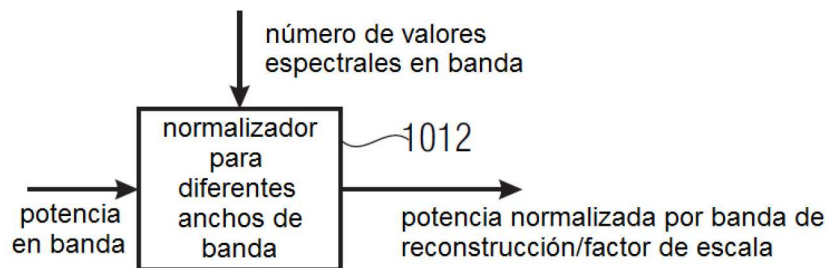 número de valores
espectrales en banda
normalizador
para
diferentes
anchos de
banda
1012
potencia
en banda
potencia normalizada por banda de
reconstrucción/factor de escala